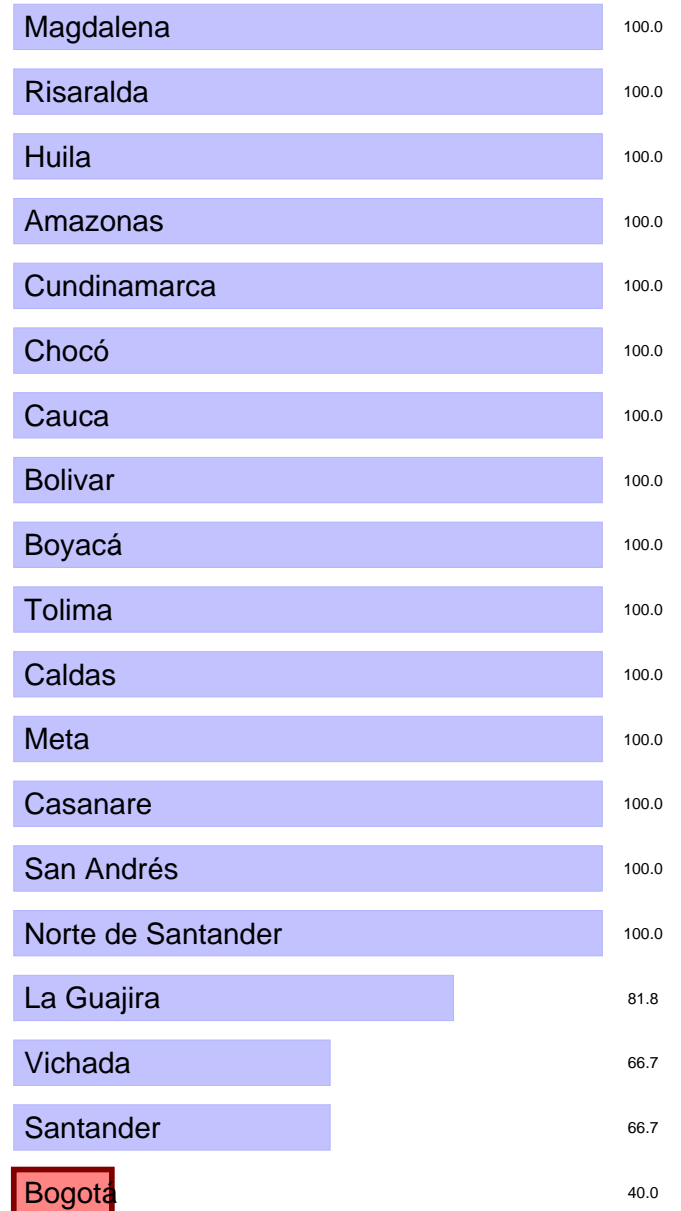 Magdalena 100.0
Risaralda 100.0
Huila 100.0
Amazonas 100.0
Cundinamarca 100.0
Chocó 100.0
Cauca 100.0
Bolivar 100.0
Boyacá 100.0
Tolima 100.0
Caldas 100.0
Meta 100.0
Casanare 100.0
San Andrés 100.0
Norte de Santander 100.0
La Guajira 81.8
Vichada 66.7
Santander 66.7
Bogotá 40.0